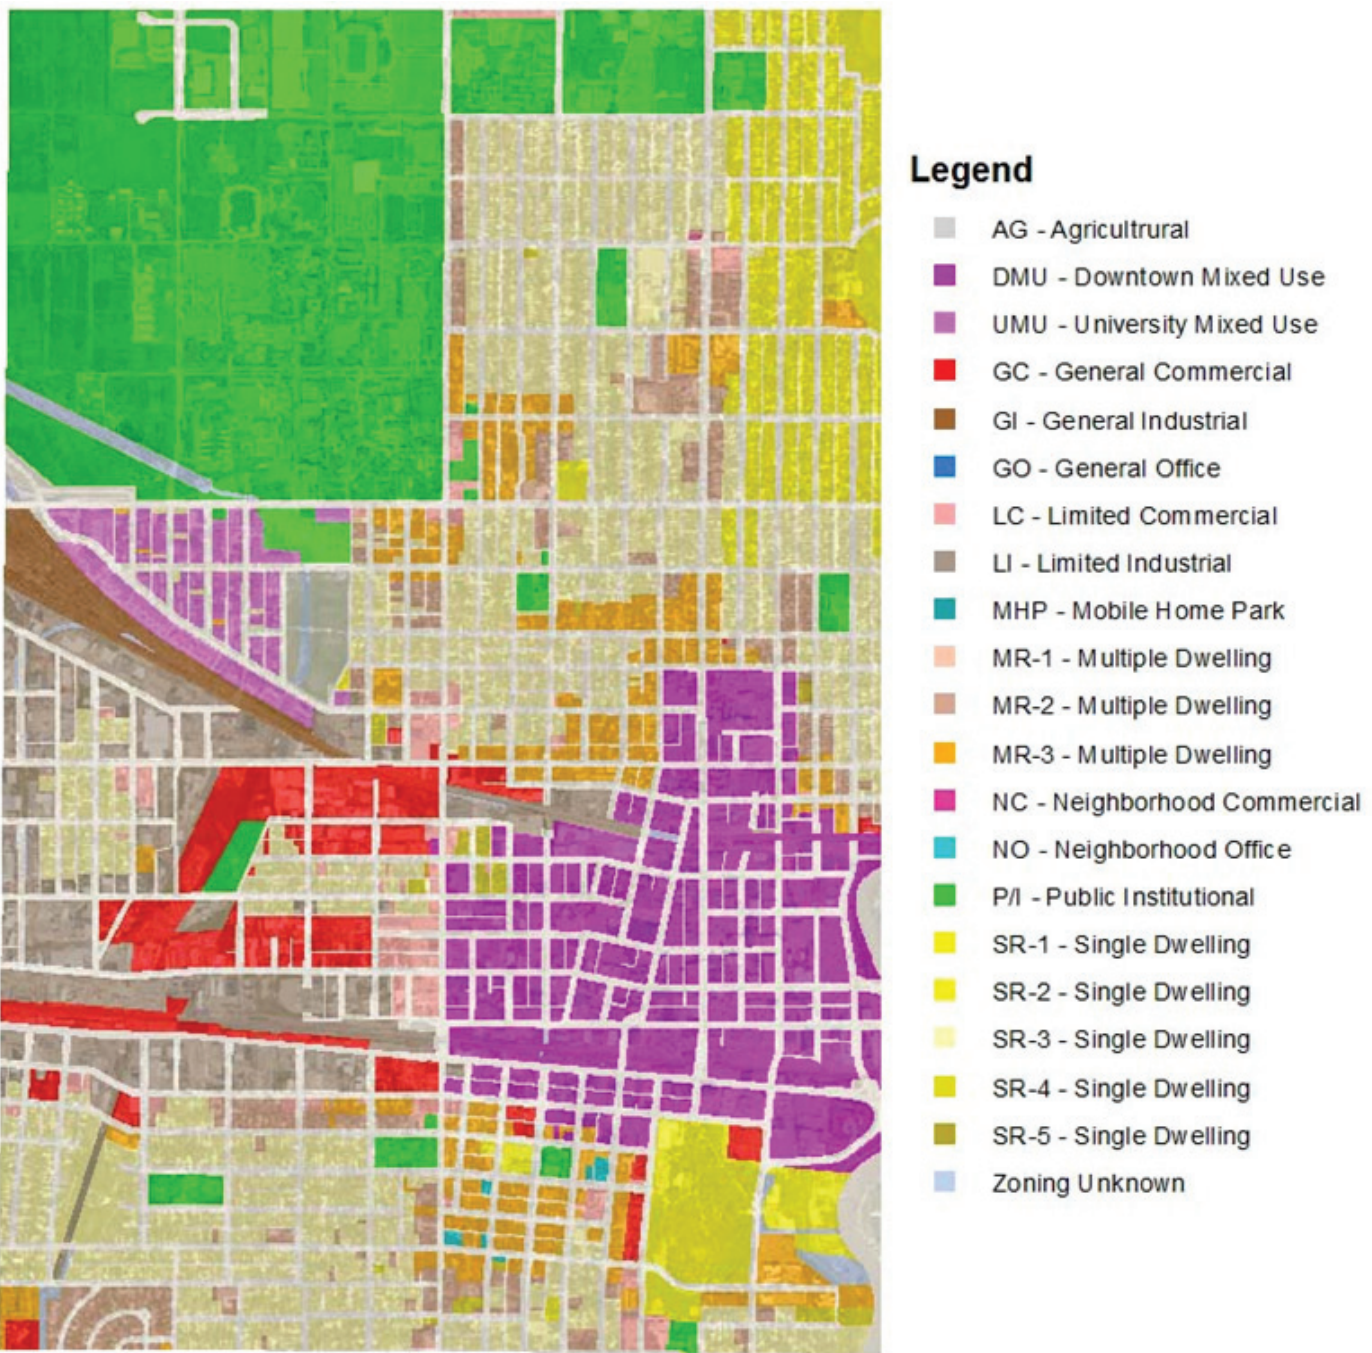 Legend
AG - Agricultrural
DMU - Downtown Mixed Use
UMU - University Mixed Use
GC - General Commercial
GI - General Industrial
GO - General Office
LC - Limited Commercial
LI - Limited Industrial
MHP - Mobile Home Park
MR-1 - Multiple Dwelling
MR-2 - Multiple Dwelling
MR-3 - Multiple Dwelling
NC - Neighborhood Commercial
NO - Neighborhood Office
P/I - Public Institutional
SR-1 - Single Dwelling
SR-2 - Single Dwelling
SR-3 - Single Dwelling
SR-4 - Single Dwelling
SR-5 - Single Dwelling
Zoning Unknown